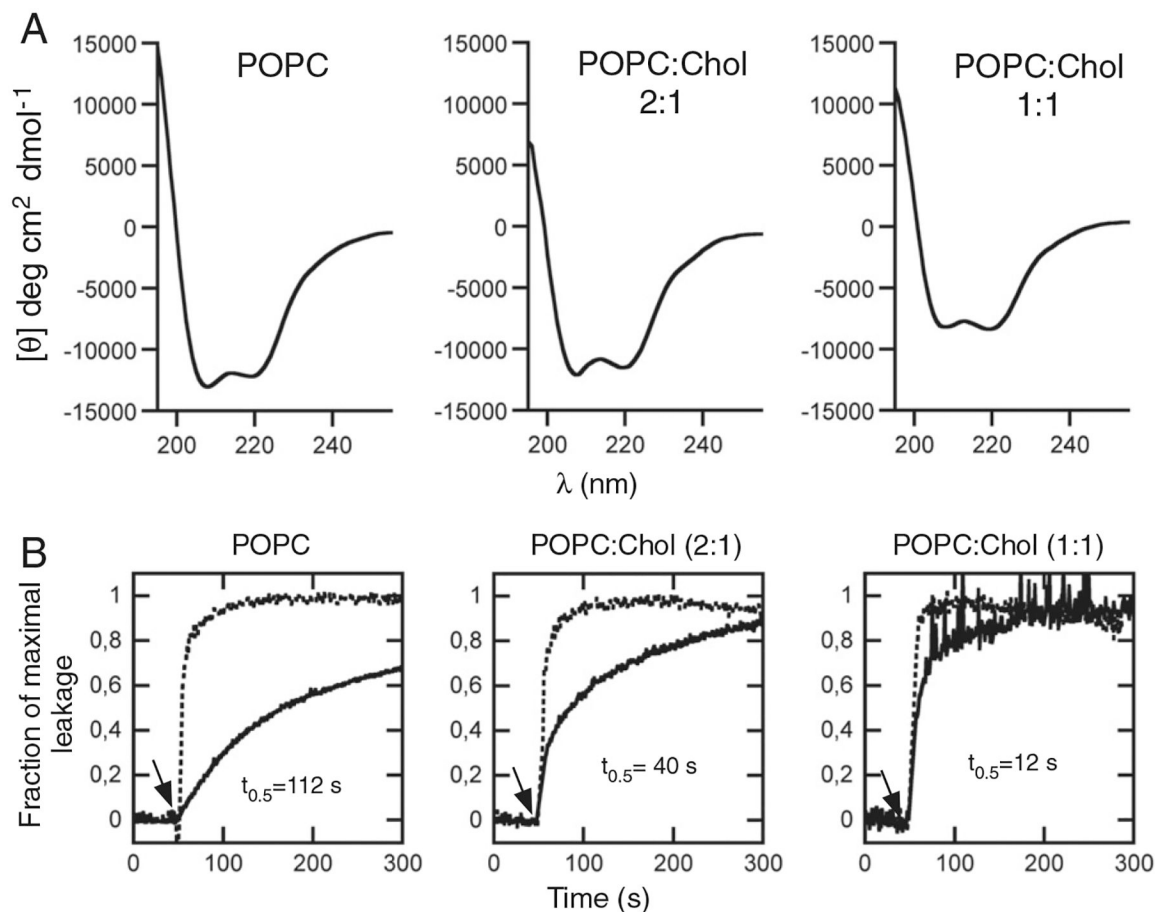 A
POPC
POPC:Chol
2:1
POPC:Chol
1:1
[θ] deg cm² dmol⁻¹
15000
10000
5000
0
-5000
-10000
-15000
200 220 240
15000
10000
5000
0
-5000
-10000
-15000
200 220 240
15000
10000
5000
0
-5000
-10000
-15000
200 220 240
λ (nm)
B
POPC
POPC:Chol (2:1)
POPC:Chol (1:1)
Fraction of maximal
leakage
1
0,8
0,6
0,4
0,2
0
t0.5=112 s
0 100 200 300
1
0,8
0,6
0,4
0,2
0
t0.5= 40 s
0 100 200 300
1
0,8
0,6
0,4
0,2
0
t0.5=12 s
0 100 200 300
Time (s)